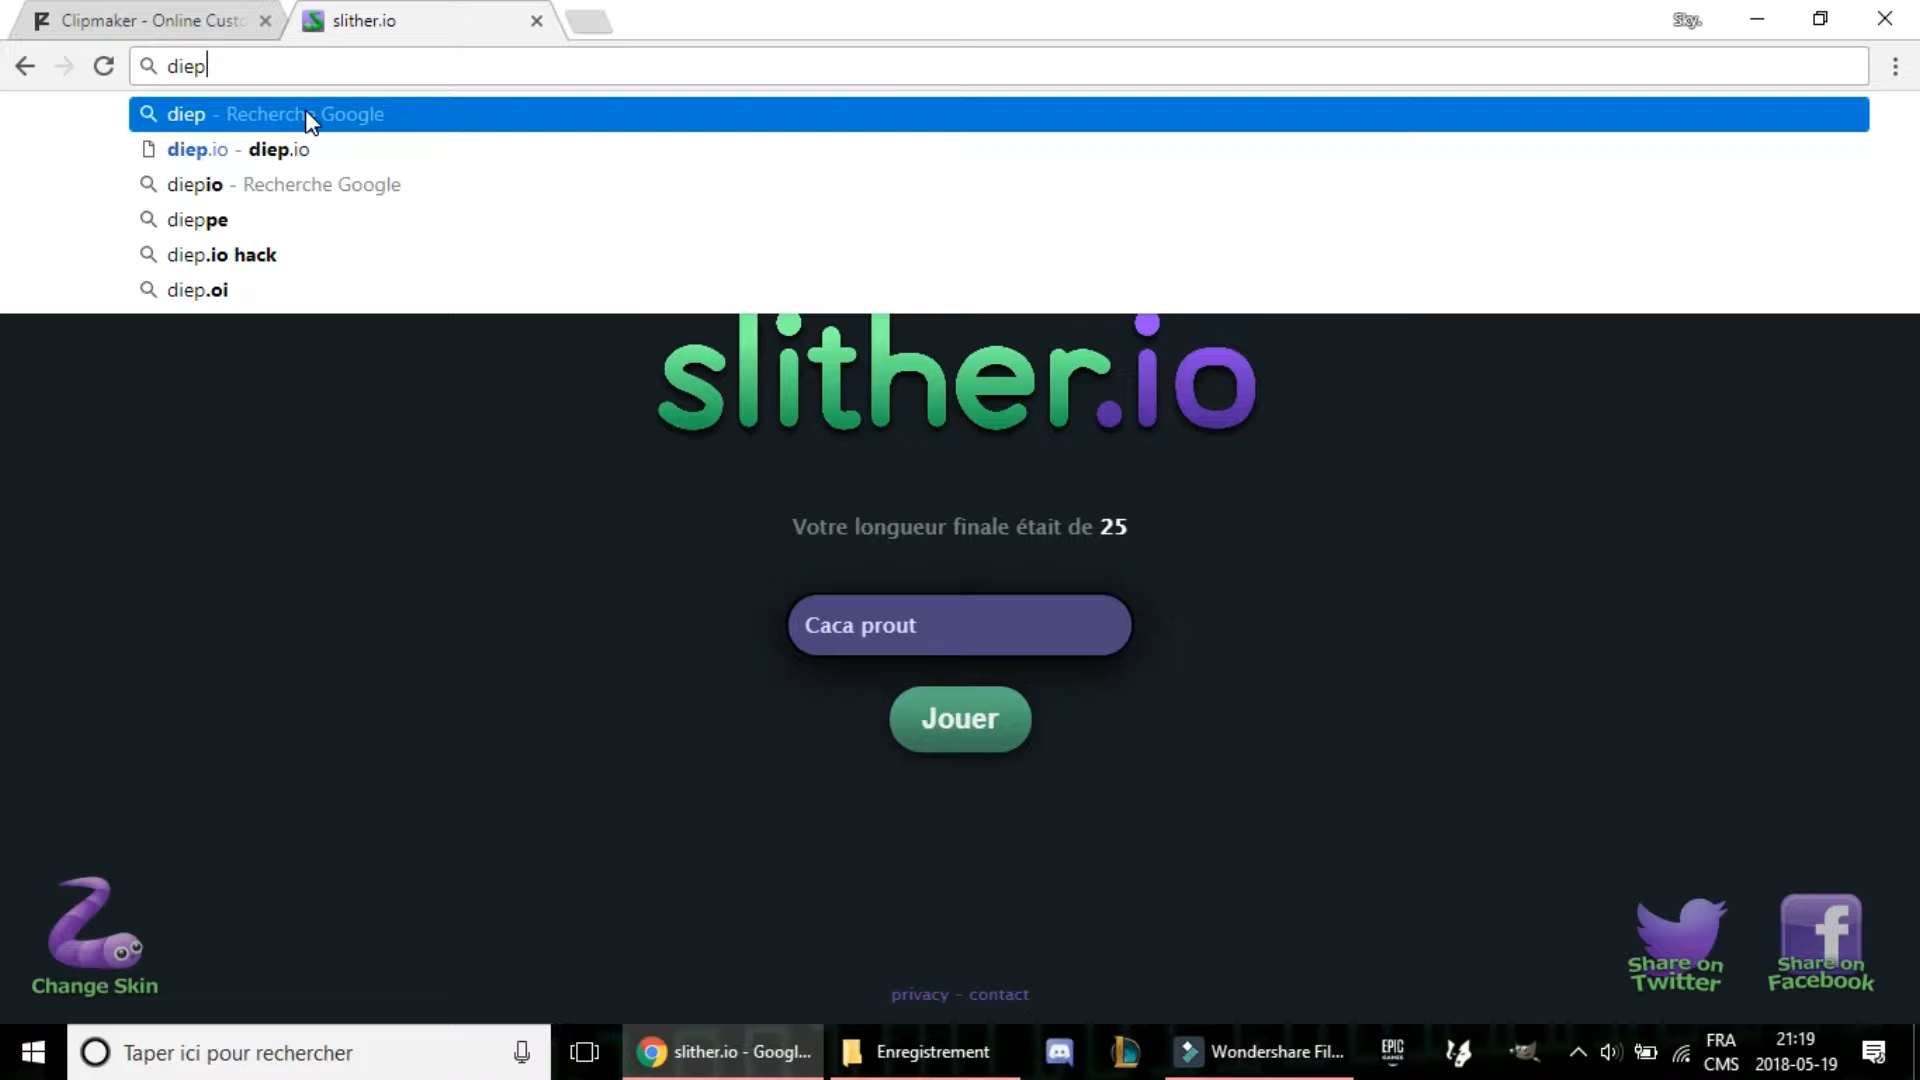 Clipmaker - Online Custo
slither.io
Sky.
diep
diep - Recherche Google
diep.io - diep.io
diepio - Recherche Google
dieppe
diep.io hack
diep.oi
slither.io
Votre longueur finale était de 25
Caca prout
Jouer
Change Skin
Share on Twitter
Share on Facebook
privacy - contact
Taper ici pour rechercher
slither.io - Googl...
Enregistrement
Wondershare Fil...
EPIC GAMES
FRA
CMS
21:19
2018-05-19